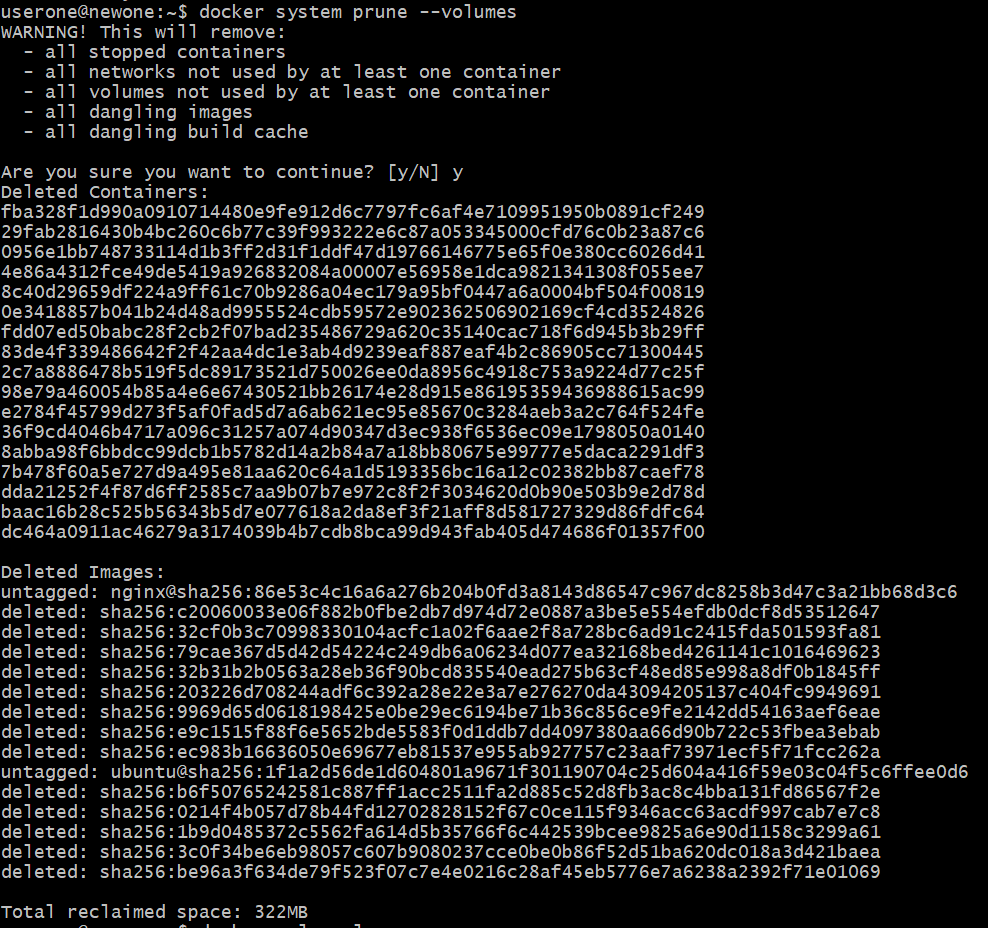 userone@newone:~$ docker system prune --volumes
WARNING! This will remove:
  - all stopped containers
  - all networks not used by at least one container
  - all volumes not used by at least one container
  - all dangling images
  - all dangling build cache

Are you sure you want to continue? [y/N] y
Deleted Containers:
fba328f1d990a0910714480e9fe912d6c7797fc6af4e7109951950b0891cf249
29fab2816430b4bc260c6b77c39f993222e6c87a053345000cfd76c0b23a87c6
0956e1bb748733114d1b3ff2d31f1ddf47d19766146775e65f0e380cc6026d41
4e86a4312fce49de5419a926832084a00007e56958e1dca9821341308f055ee7
8c40d29659df224a9ff61c70b9286a04ec179a95bf0447a6a0004bf504f00819
0e3418857b041b24d48ad9955524cdb59572e902362506902169cf4cd3524826
fdd07ed50babc28f2cb2f07bad235486729a620c35140cac718f6d945b3b29ff
83de4f339486642f2f42aa4dc1e3ab4d9239eaf887eaf4b2c86905cc71300445
2c7a8886478b519f5dc89173521d750026ee0da8956c4918c753a9224d77c25f
98e79a460054b85a4e6e67430521bb26174e28d915e86195359436988615ac99
e2784f45799d273f5af0fad5d7a6ab621ec95e85670c3284aeb3a2c764f524fe
36f9cd4046b4717a096c31257a074d90347d3ec938f6536ec09e1798050a0140
8abba98f6bbdcc99dcb1b5782d14a2b84a7a18bb80675e99777e5daca2291df3
7b478f60a5e727d9a495e81aa620c64a1d5193356bc16a12c02382bb87caef78
dda21252f4f87d6ff2585c7aa9b07b7e972c8f2f3034620d0b90e503b9e2d78d
baac16b28c525b56343b5d7e077618a2da8ef3f21aff8d581727329d86fdfc64
dc464a0911ac46279a3174039b4b7cdb8bca99d943fab405d474686f01357f00

Deleted Images:
untagged: nginx@sha256:86e53c4c16a6a276b204b0fd3a8143d86547c967dc8258b3d47c3a21bb68d3c6
deleted: sha256:c20060033e06f882b0fbe2db7d974d72e0887a3be5e554efdb0dcf8d53512647
deleted: sha256:32cf0b3c70998330104acfc1a02f6aae2f8a728bc6ad91c2415fda501593fa81
deleted: sha256:79cae367d5d42d54224c249db6a06234d077ea32168bed4261141c1016469623
deleted: sha256:32b31b2b0563a28eb36f90bcd835540ead275b63cf48ed85e998a8df0b1845ff
deleted: sha256:203226d708244adf6c392a28e22e3a7e276270da43094205137c404fc9949691
deleted: sha256:9969d65d0618198425e0be29ec6194be71b36c856ce9fe2142dd54163aef6eae
deleted: sha256:e9c1515f88f6e5652bde5583f0d1ddb7dd4097380aa66d90b722c53fbea3ebab
deleted: sha256:ec983b16636050e69677eb81537e955ab927757c23aaf73971ecf5f71fcc262a
untagged: ubuntu@sha256:1f1a2d56de1d604801a9671f301190704c25d604a416f59e03c04f5c6ffee0d6
deleted: sha256:b6f50765242581c887ff1acc2511fa2d885c52d8fb3ac8c4bba131fd86567f2e
deleted: sha256:0214f4b057d78b44fd12702828152f67c0ce115f9346acc63acdf997cab7e7c8
deleted: sha256:1b9d0485372c5562fa614d5b35766f6c442539bcee9825a6e90d1158c3299a61
deleted: sha256:3c0f34be6eb98057c607b9080237cce0be0b86f52d51ba620dc018a3d421baea
deleted: sha256:be96a3f634de79f523f07c7e4e0216c28af45eb5776e7a6238a2392f71e01069

Total reclaimed space: 322MB